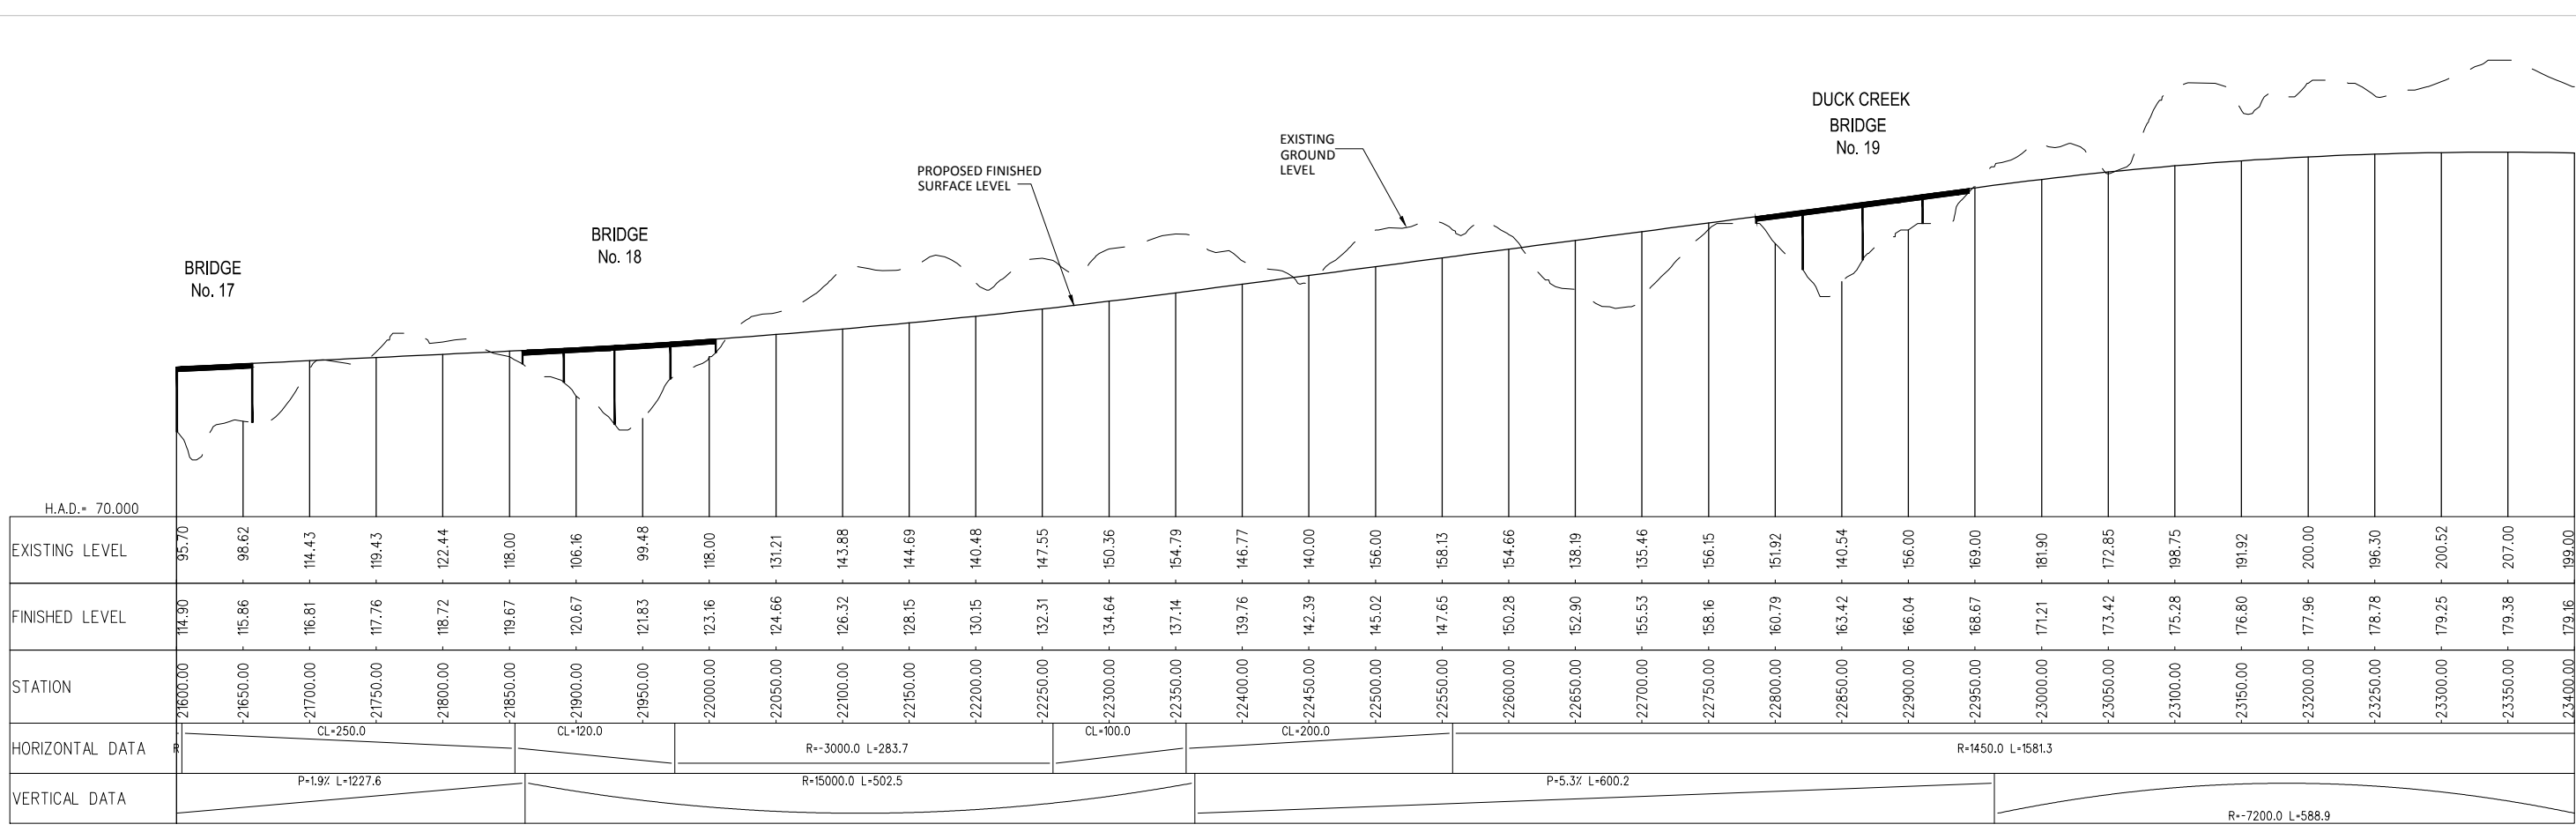 DUCK CREEK
BRIDGE
No. 19
EXISTING
GROUND
LEVEL
PROPOSED FINISHED
SURFACE LEVEL
BRIDGE
No. 18
BRIDGE
No. 17
H.A.D.= 70.000
EXISTING LEVEL 95.70 98.62 114.43 119.43 122.44 118.00 106.16 99.48 118.00 131.21 143.88 144.69 140.48 147.55 150.36 154.79 146.77 140.00 156.00 158.13 154.66 138.19 135.46 156.15 151.92 140.54 156.00 169.00 181.90 172.85 198.75 191.92 200.00 196.30 200.52 207.00 199.00
FINISHED LEVEL 114.90 115.86 116.81 117.76 118.72 119.67 120.67 121.83 123.16 124.66 126.32 128.15 130.15 132.31 134.64 137.14 139.76 142.39 145.02 147.65 150.28 152.90 155.53 158.16 160.79 163.42 166.04 168.67 171.21 173.42 175.28 176.80 177.96 178.78 179.25 179.38 179.16
STATION 21600.00 21650.00 21700.00 21750.00 21800.00 21850.00 21900.00 21950.00 22000.00 22050.00 22100.00 22150.00 22200.00 22250.00 22300.00 22350.00 22400.00 22450.00 22500.00 22550.00 22600.00 22650.00 22700.00 22750.00 22800.00 22850.00 22900.00 22950.00 23000.00 23050.00 23100.00 23150.00 23200.00 23250.00 23300.00 23350.00 23400.00
HORIZONTAL DATA R CL=250.0 CL=120.0 R=-3000.0 L=283.7 CL=100.0 CL=200.0 R=1450.0 L=1581.3
VERTICAL DATA P=1.9% L=1227.6 R=15000.0 L=502.5 P=5.3% L=600.2 R=-7200.0 L=588.9